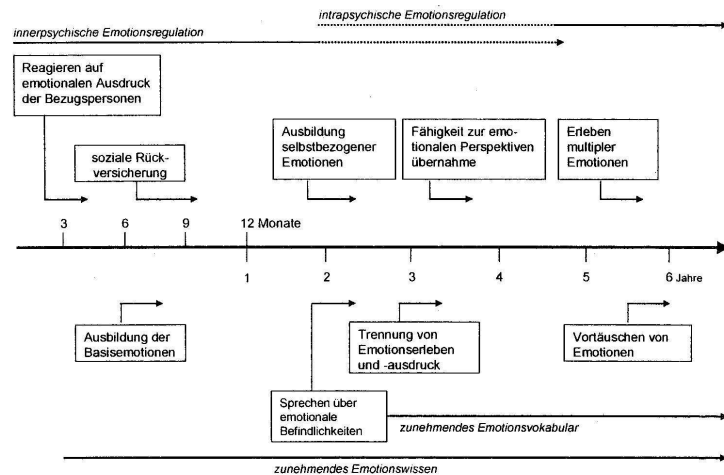 intrapsychische Emotionsregulation
innerpsychische Emotionsregulation
Reagieren auf
emotionalen Ausdruck
der Bezugspersonen
soziale Rück-
versicherung
Ausbildung
selbstbezogener
Emotionen
Fähigkeit zur emo-
tionalen Perspektiven
übernahme
Erleben
multipler
Emotionen
3 6 9 12 Monate
1 2 3 4 5 6 Jahre
Ausbildung der
Basisemotionen
Trennung von
Emotionserleben
und -ausdruck
Vortäuschen von
Emotionen
Sprechen über
emotionale
Befindlichkeiten
zunehmendes Emotionsvokabular
zunehmendes Emotionswissen